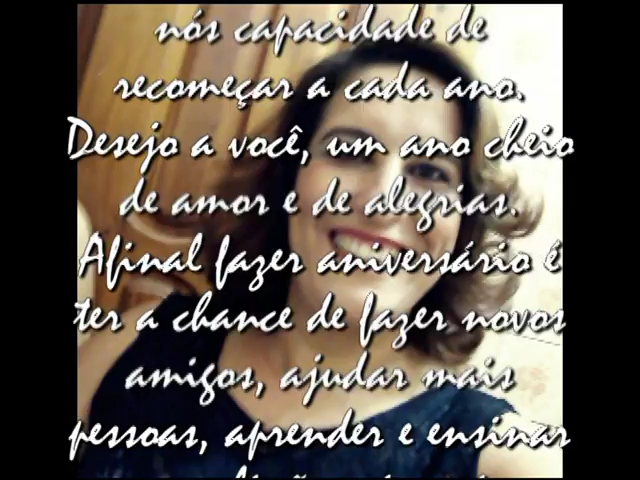 nós capacidade de
recomeçar a cada ano.
Desejo a você, um ano cheio
de amor e de alegrias.
Afinal fazer aniversário é
ter a chance de fazer novos
amigos, ajudar mais
pessoas, aprender e ensinar